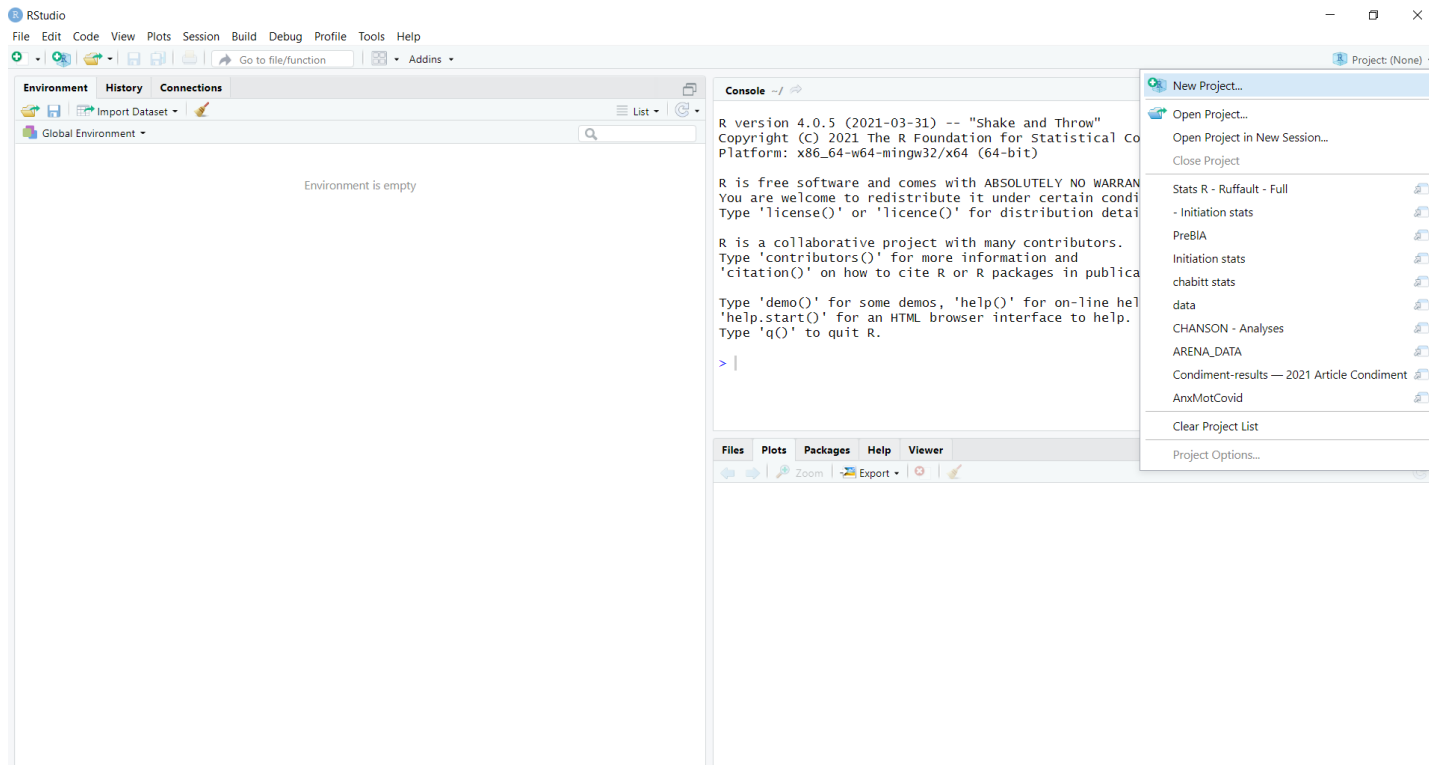 RStudio
File Edit Code View Plots Session Build Debug Profile Tools Help
Go to file/function Addins Project: (None)
Environment History Connections
Import Dataset List
Global Environment
Environment is empty
Console ~/
R version 4.0.5 (2021-03-31) -- "Shake and Throw"
Copyright (C) 2021 The R Foundation for Statistical Co
Platform: x86_64-w64-mingw32/x64 (64-bit)
R is free software and comes with ABSOLUTELY NO WARRAN
You are welcome to redistribute it under certain condi
Type 'license()' or 'licence()' for distribution detai
R is a collaborative project with many contributors.
Type 'contributors()' for more information and
'citation()' on how to cite R or R packages in publica
Type 'demo()' for some demos, 'help()' for on-line hel
'help.start()' for an HTML browser interface to help.
Type 'q()' to quit R.
>
New Project...
Open Project...
Open Project in New Session...
Close Project
Stats R - Ruffault - Full
- Initiation stats
PreBIA
Initiation stats
chabitt stats
data
CHANSON - Analyses
ARENA_DATA
Condiment-results — 2021 Article Condiment
AnxMotCovid
Clear Project List
Project Options...
Files Plots Packages Help Viewer
Zoom Export